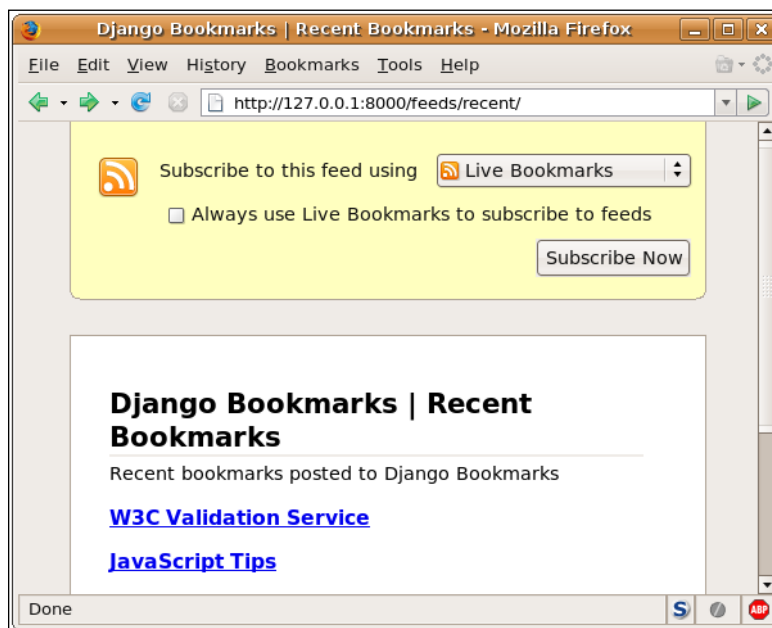 Django Bookmarks | Recent Bookmarks - Mozilla Firefox
File Edit View History Bookmarks Tools Help
http://127.0.0.1:8000/feeds/recent/
Subscribe to this feed using Live Bookmarks
Always use Live Bookmarks to subscribe to feeds
Subscribe Now
Django Bookmarks | Recent
Bookmarks
Recent bookmarks posted to Django Bookmarks
W3C Validation Service
JavaScript Tips
Done S ABP